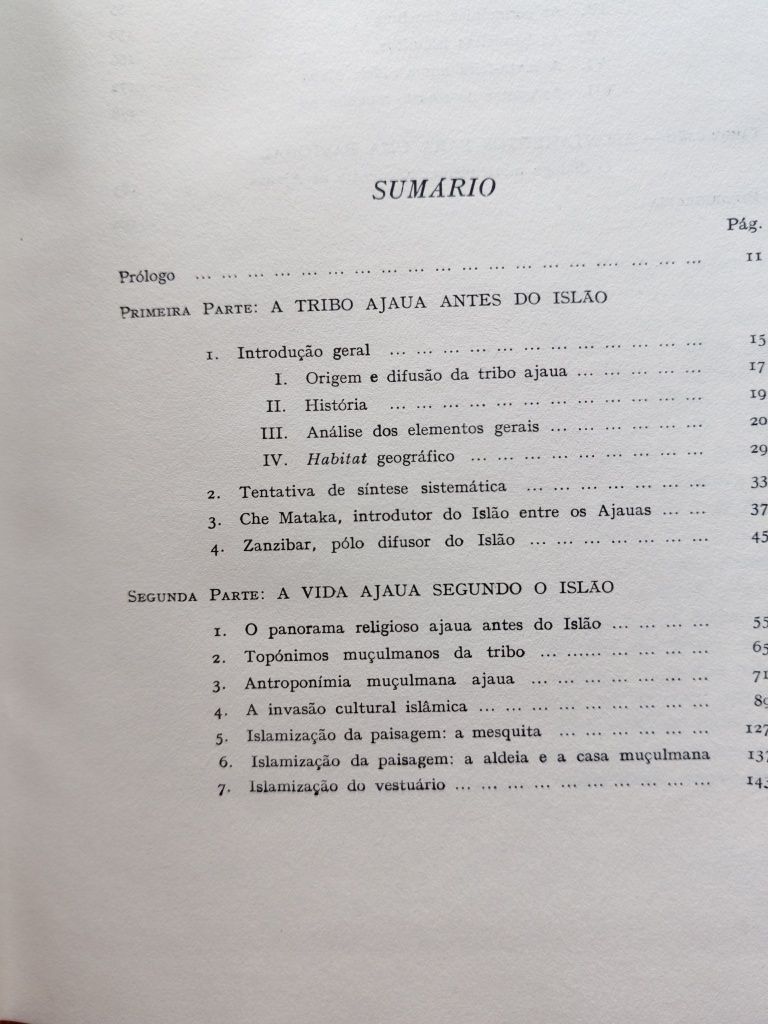 SUMÁRIO
Pág.
Prólogo ... ... ... ... ... ... ... ... ... ... ... ... ... ... ... .... ... ... ... ... 11
PRIMEIRA PARTE: A TRIBO AJAUA ANTES DO ISLÃO
1. Introdução geral ... ... ... ... ... ... ... ... ... ... ... ... 15
I. Origem e difusão da tribo ajaua ... ... ... ... ... 17
II. História ... ... ... ... ... ... ... ... ... ... ... ... 19
III. Análise dos elementos gerais ... ... ... ... ... ... 20
IV. Habitat geográfico ... ... ... ... ... ... ... ... ... 29
2. Tentativa de síntese sistemática ... ... ... ... ... ... ... 33
3. Che Mataka, introdutor do Islão entre os Ajauas ... ... 37
4. Zanzibar, pólo difusor do Islão ... ... ... ... ... ... ... 45
SEGUNDA PARTE: A VIDA AJAUA SEGUNDO O ISLÃO
1. O panorama religioso ajaua antes do Islão ... ... ... ... 55
2. Topónimos muçulmanos da tribo ... ... ... ... ... ... 65
3. Antroponímia muçulmana ajaua ... ... ... ... ... ... ... 71
4. A invasão cultural islâmica ... ... ... ... ... ... ... ... ... 89
5. Islamização da paisagem: a mesquita ... ... ... ... ... ... 127
6. Islamização da paisagem: a aldeia e a casa muçulmana 137
7. Islamização do vestuário ... ... ... ... ... ... ... ... ... ... 143